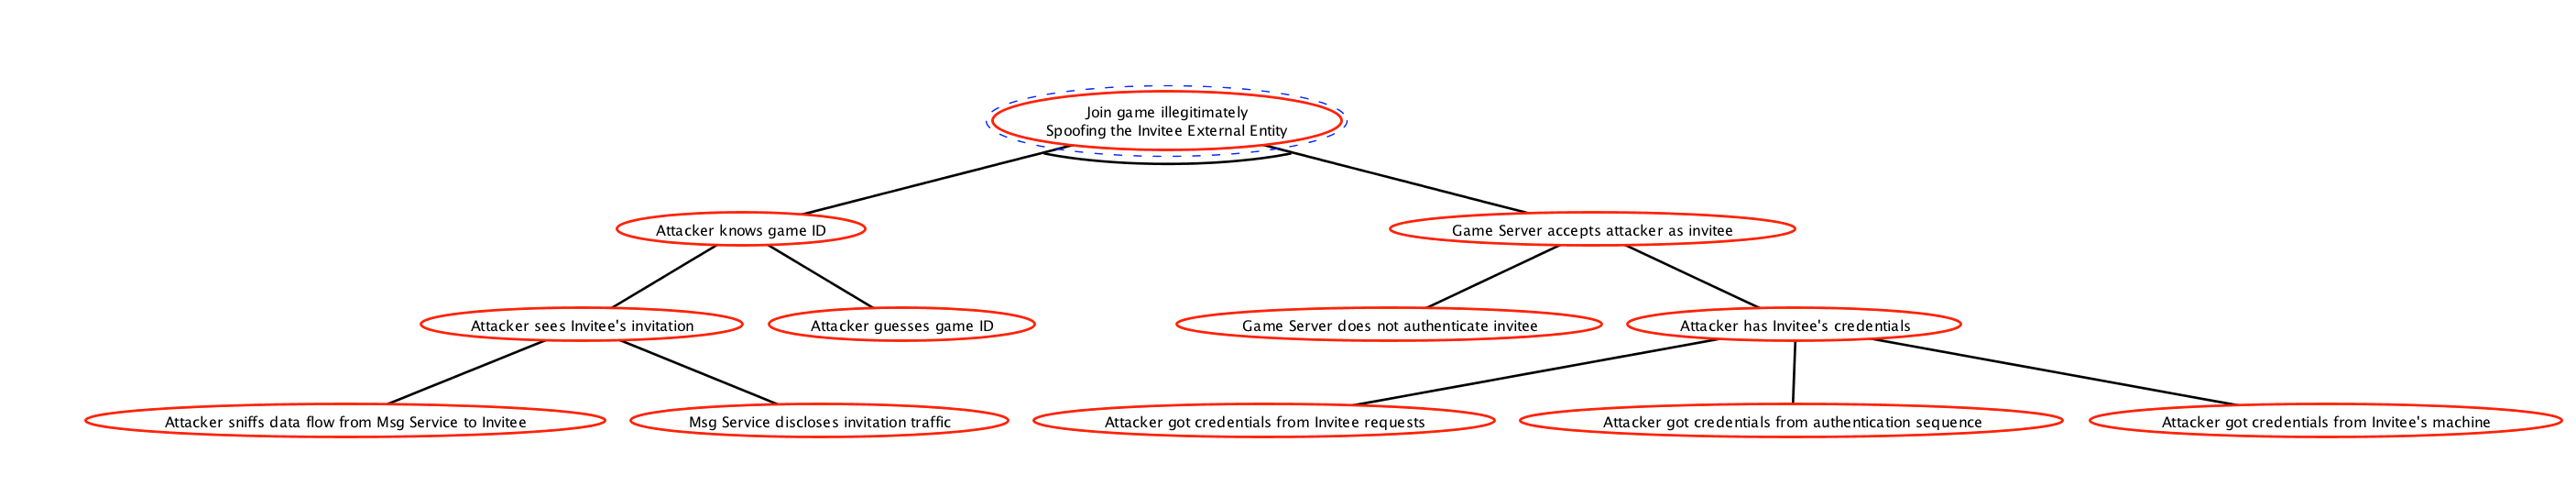 Join game illegitimately
Spoofing the Invitee External Entity
Attacker knows game ID
Game Server accepts attacker as invitee
Attacker sees Invitee's invitation
Attacker guesses game ID
Game Server does not authenticate invitee
Attacker has Invitee's credentials
Attacker sniffs data flow from Msg Service to Invitee
Msg Service discloses invitation traffic
Attacker got credentials from Invitee requests
Attacker got credentials from authentication sequence
Attacker got credentials from Invitee's machine